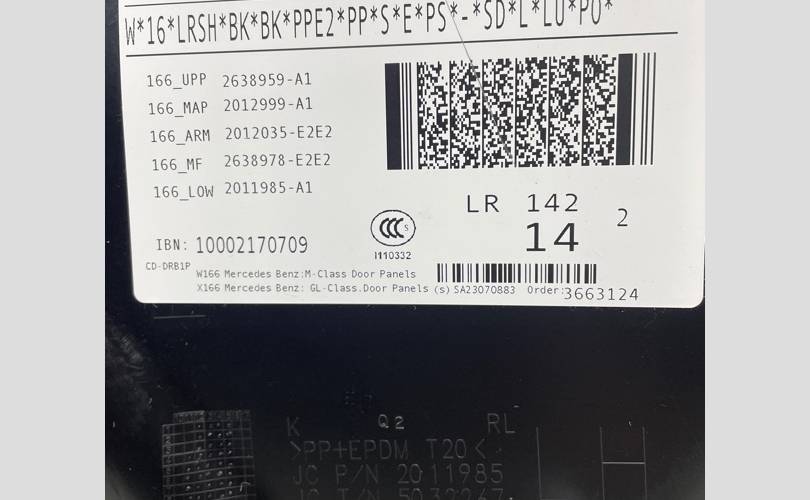 W*16*LRSH*BK*BK*PPE2*PP*S*E*PS*-*SD*L*LU*PO*
166_UPP 2638959-A1
166_MAP 2012999-A1
166_ARM 2012035-E2E2
166_MF 2638978-E2E2
166_LOW 2011985-A1
LR 142
14 2
CCC S
I110332
IBN: 10002170709
CD-DRB1P
W166 Mercedes Benz:M-Class Door Panels
X166 Mercedes Benz: GL-Class.Door Panels (s) SA23070883 Order:3663124
K Q2 RL
>PP+EPDM T20<
JC P/N 2011985